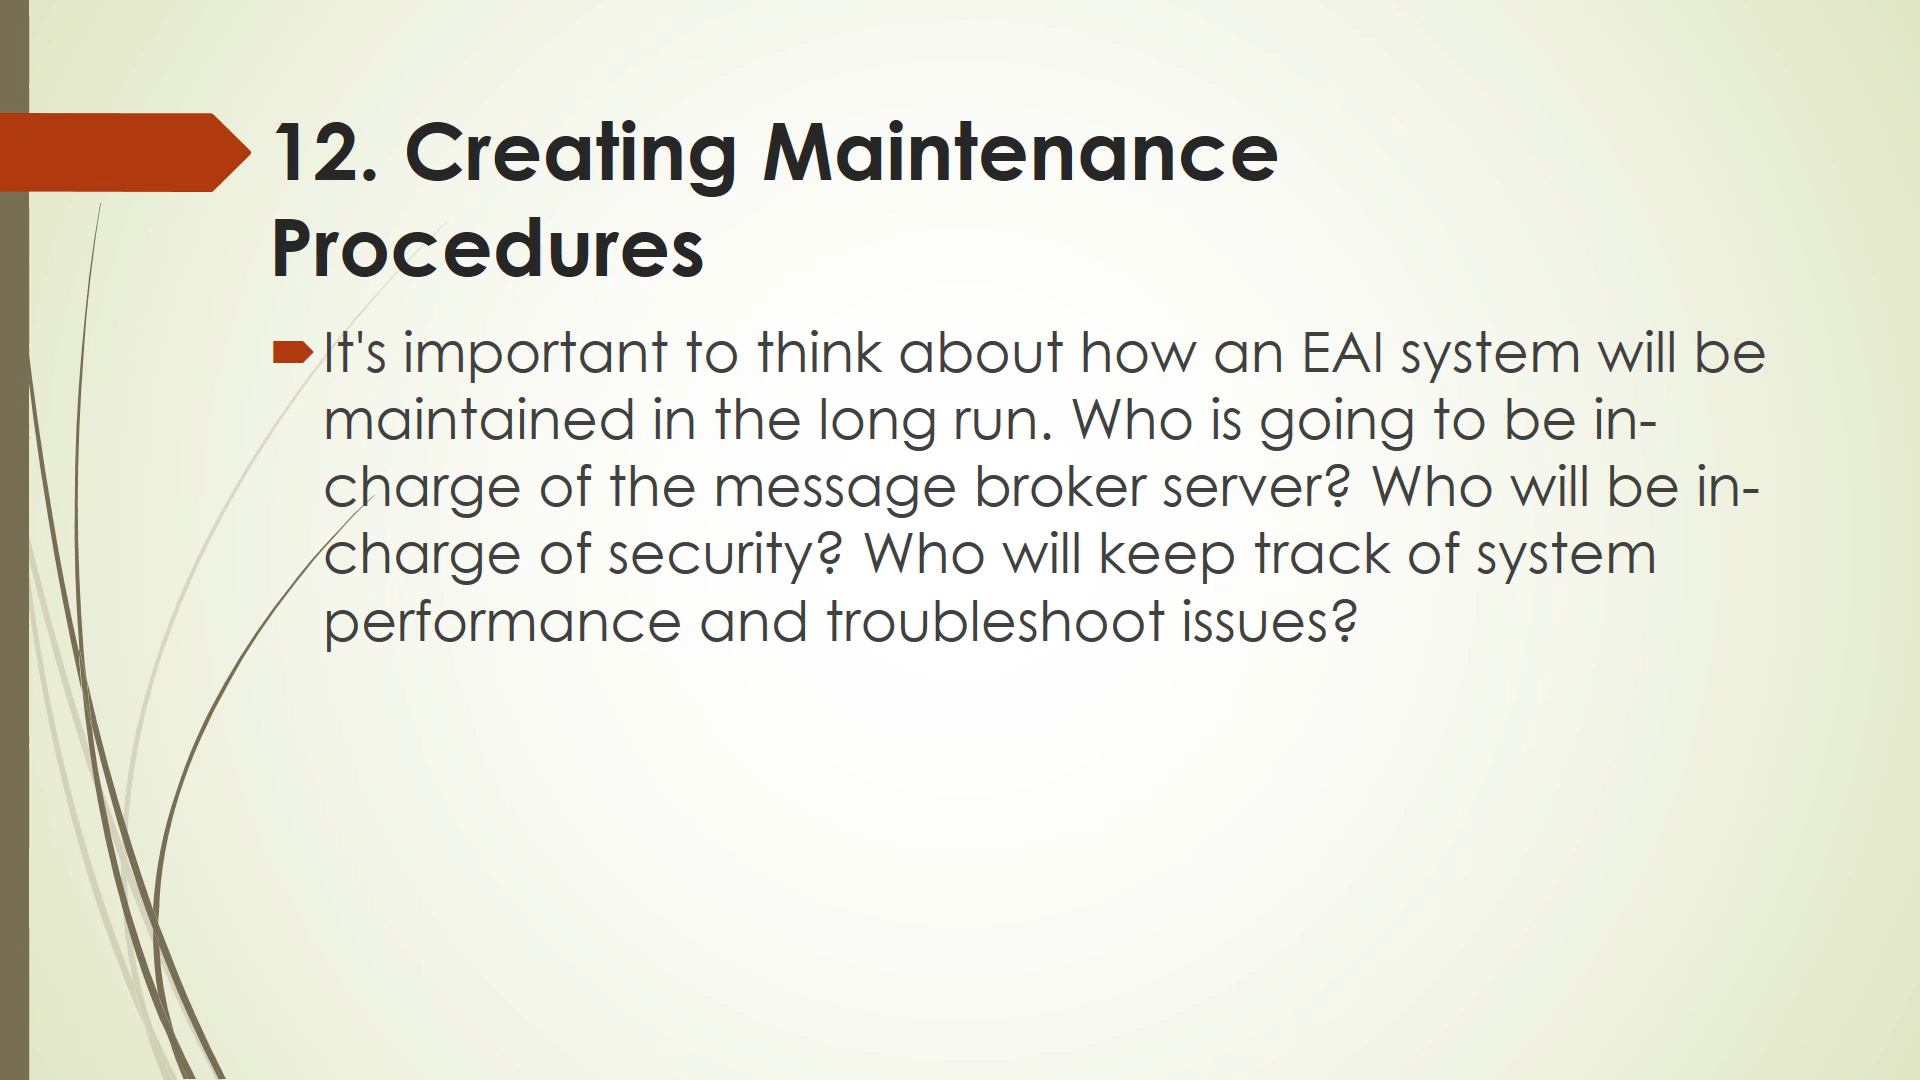 12. Creating Maintenance
Procedures
It's important to think about how an EAI system will be
maintained in the long run. Who is going to be in-
charge of the message broker server? Who will be in-
charge of security? Who will keep track of system
performance and troubleshoot issues?